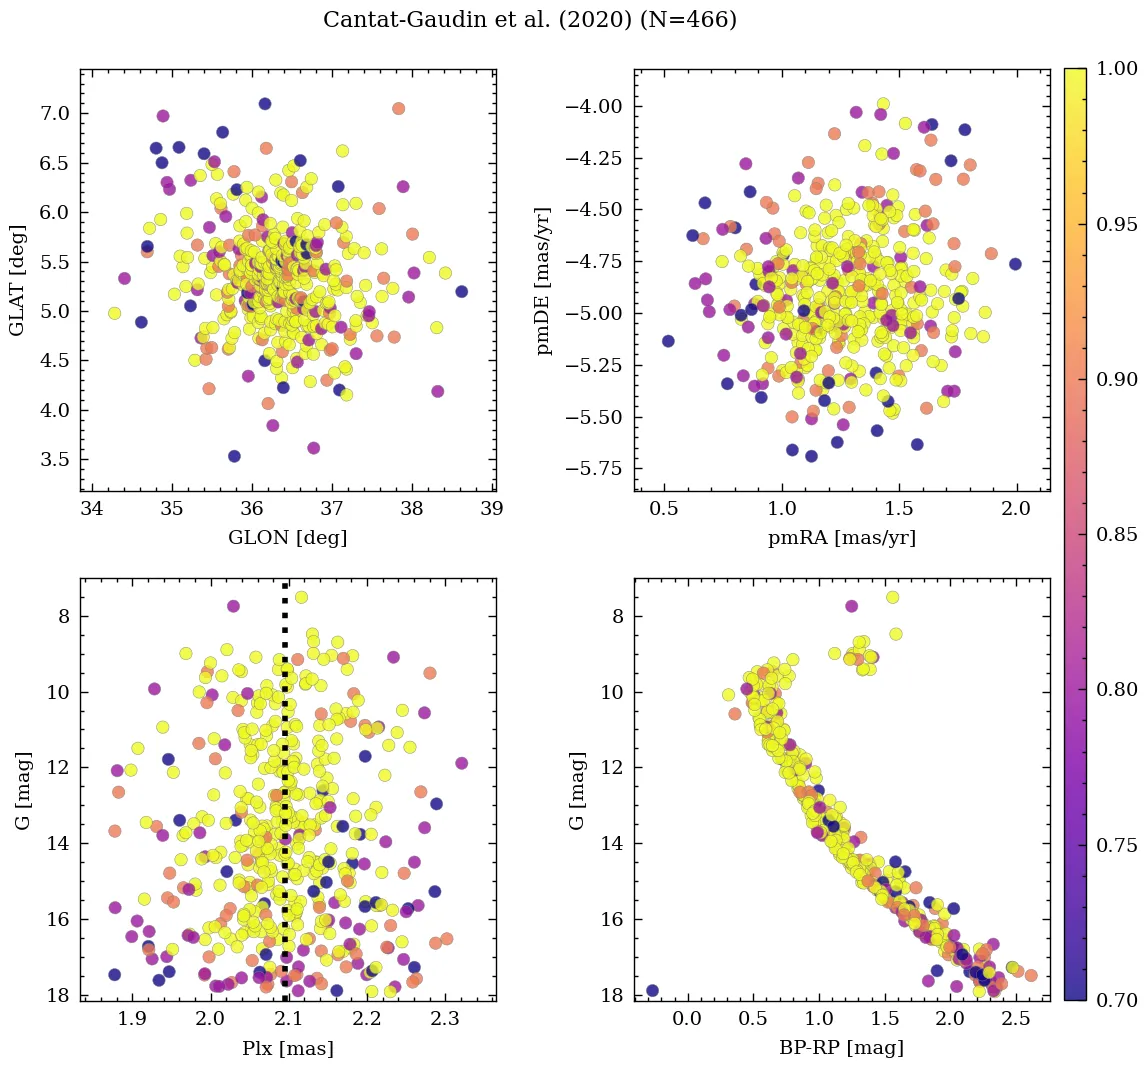 Cantat-Gaudin et al. (2020) (N=466)
7.0
6.5
6.0
5.5
5.0
4.5
4.0
3.5
GLAT [deg]
34 35 36 37 38 39
GLON [deg]
−4.00
−4.25
−4.50
−4.75
−5.00
−5.25
−5.50
−5.75
pmDE [mas/yr]
0.5 1.0 1.5 2.0
pmRA [mas/yr]
8
10
12
14
16
18
G [mag]
1.9 2.0 2.1 2.2 2.3
Plx [mas]
8
10
12
14
16
18
G [mag]
0.0 0.5 1.0 1.5 2.0 2.5
BP-RP [mag]
1.00
0.95
0.90
0.85
0.80
0.75
0.70